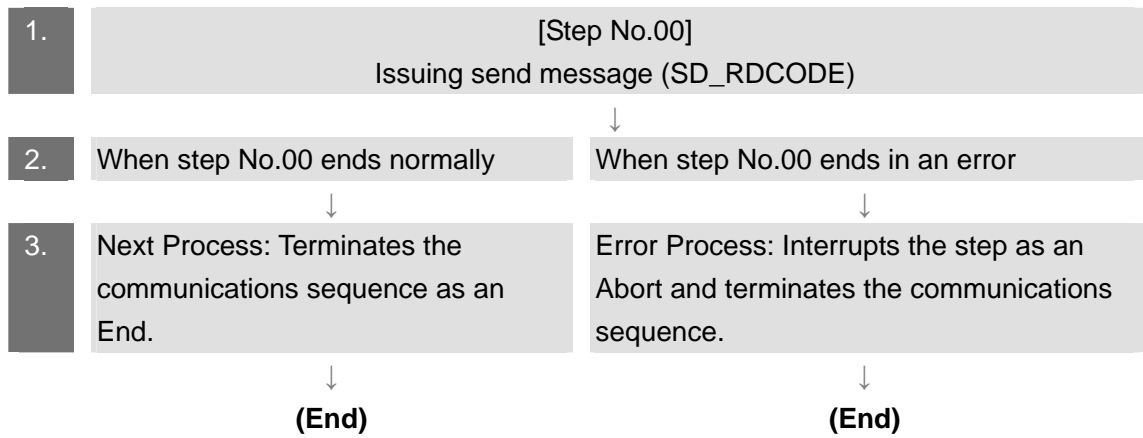 1.
[Step No.00]
Issuing send message (SD_RDCODE)
↓
2.
When step No.00 ends normally
When step No.00 ends in an error
↓ ↓
3.
Next Process: Terminates the
communications sequence as an
End.
Error Process: Interrupts the step as an
Abort and terminates the communications
sequence.
↓ ↓
(End)
(End)